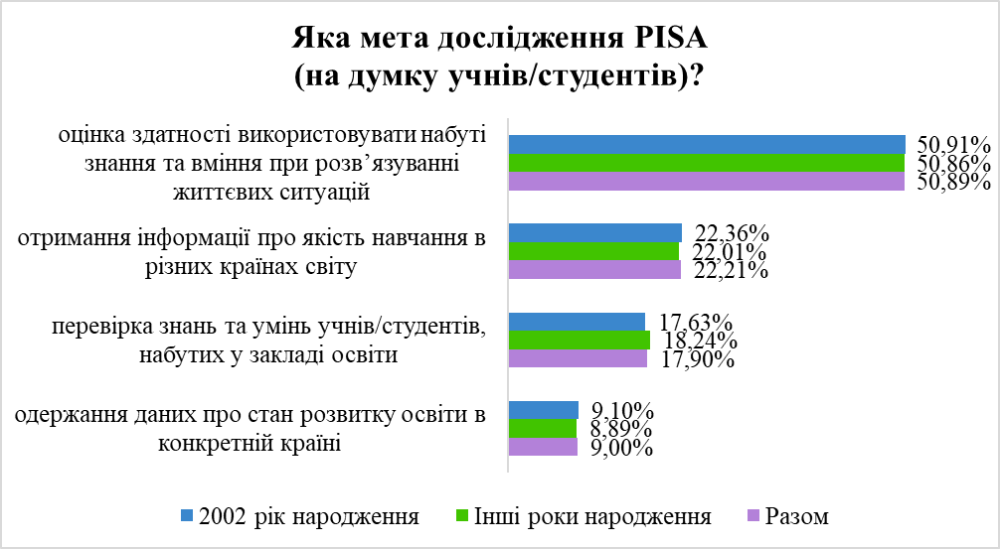 Яка мета дослідження PISA
(на думку учнів/студентів)?
оцінка здатності використовувати набуті
знання та вміння при розв’язуванні
життєвих ситуацій
50,91%
50,86%
50,89%
отримання інформації про якість навчання в
різних країнах світу
22,36%
22,01%
22,21%
перевірка знань та умінь учнів/студентів,
набутих у закладі освіти
17,63%
18,24%
17,90%
одержання даних про стан розвитку освіти в
конкретній країні
9,10%
8,89%
9,00%
2002 рік народження Інші роки народження Разом